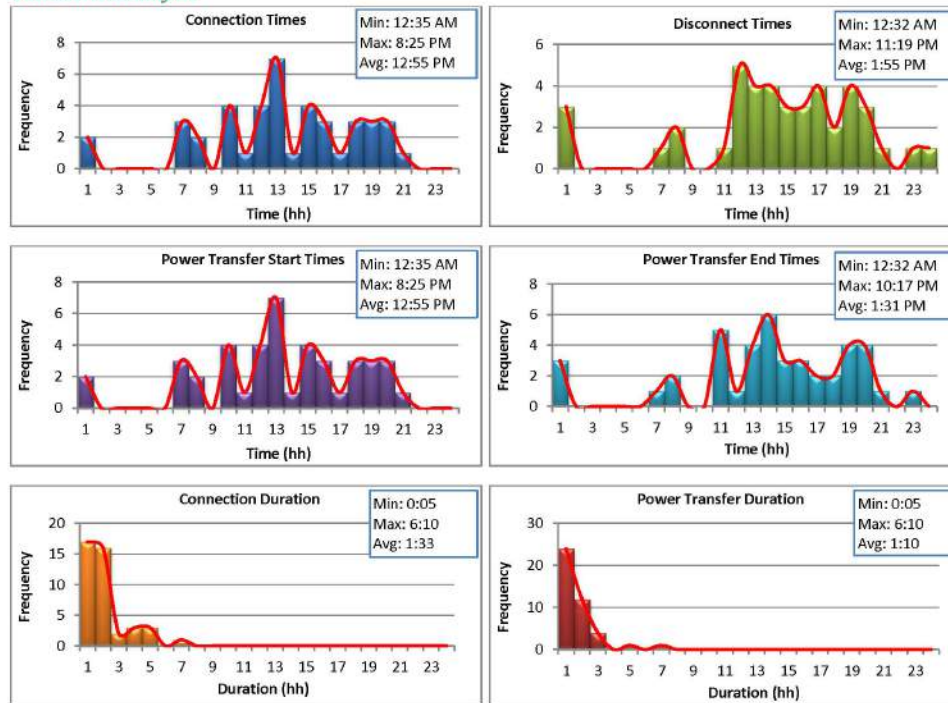 Connection Times
Min: 12:35 AM
Max: 8:25 PM
Avg: 12:55 PM
Frequency
8
6
4
2
0
1 3 5 7 9 11 13 15 17 19 21 23
Time (hh)
Disconnect Times
Min: 12:32 AM
Max: 11:19 PM
Avg: 1:55 PM
Frequency
6
4
2
0
1 3 5 7 9 11 13 15 17 19 21 23
Time (hh)
Power Transfer Start Times
Min: 12:35 AM
Max: 8:25 PM
Avg: 12:55 PM
Frequency
8
6
4
2
0
1 3 5 7 9 11 13 15 17 19 21 23
Time (hh)
Power Transfer End Times
Min: 12:32 AM
Max: 10:17 PM
Avg: 1:31 PM
Frequency
8
6
4
2
0
1 3 5 7 9 11 13 15 17 19 21 23
Time (hh)
Connection Duration
Min: 0:05
Max: 6:10
Avg: 1:33
Frequency
20
15
10
5
0
1 3 5 7 9 11 13 15 17 19 21 23
Duration (hh)
Power Transfer Duration
Min: 0:05
Max: 6:10
Avg: 1:10
Frequency
30
20
10
0
1 3 5 7 9 11 13 15 17 19 21 23
Duration (hh)